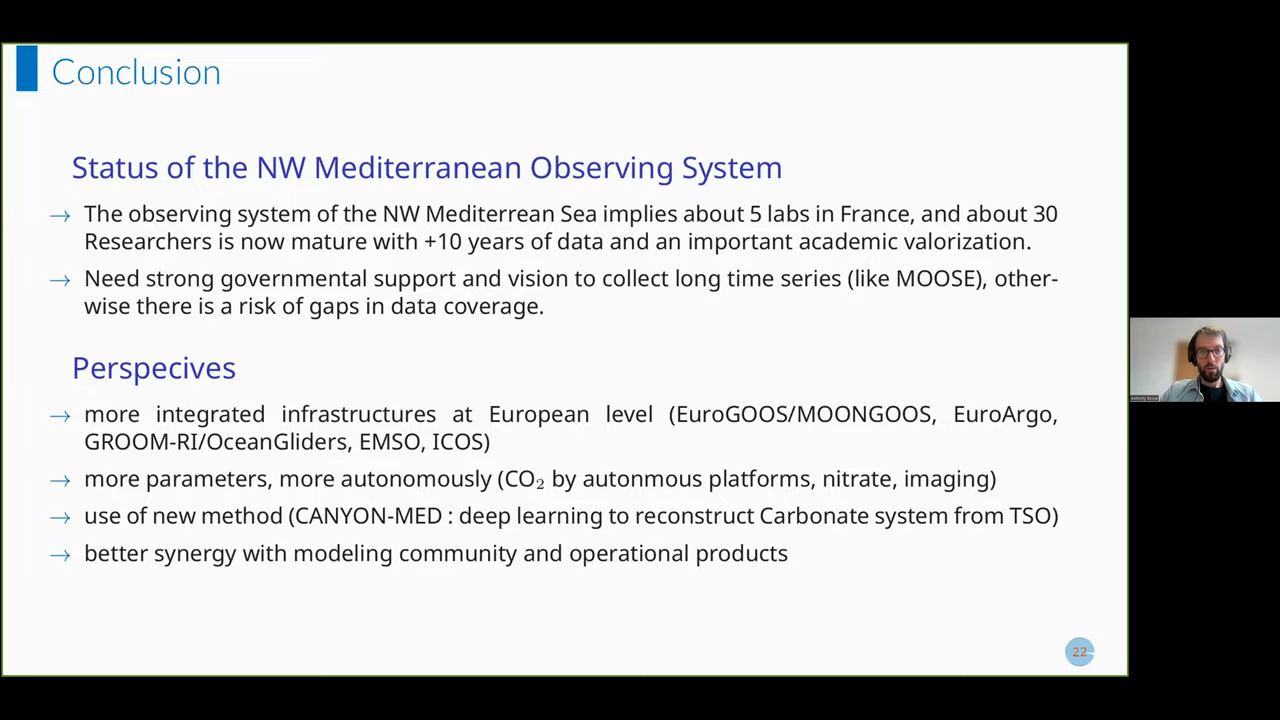 Conclusion
Status of the NW Mediterranean Observing System
→ The observing system of the NW Mediterrean Sea implies about 5 labs in France, and about 30
Researchers is now mature with +10 years of data and an important academic valorization.
→ Need strong governmental support and vision to collect long time series (like MOOSE), other-
wise there is a risk of gaps in data coverage.
Perspecives
→ more integrated infrastructures at European level (EuroGOOS/MOONGOOS, EuroArgo,
GROOM-RI/OceanGliders, EMSO, ICOS)
→ more parameters, more autonomously (CO₂ by autonmous platforms, nitrate, imaging)
→ use of new method (CANYON-MED : deep learning to reconstruct Carbonate system from TSO)
→ better synergy with modeling community and operational products
22